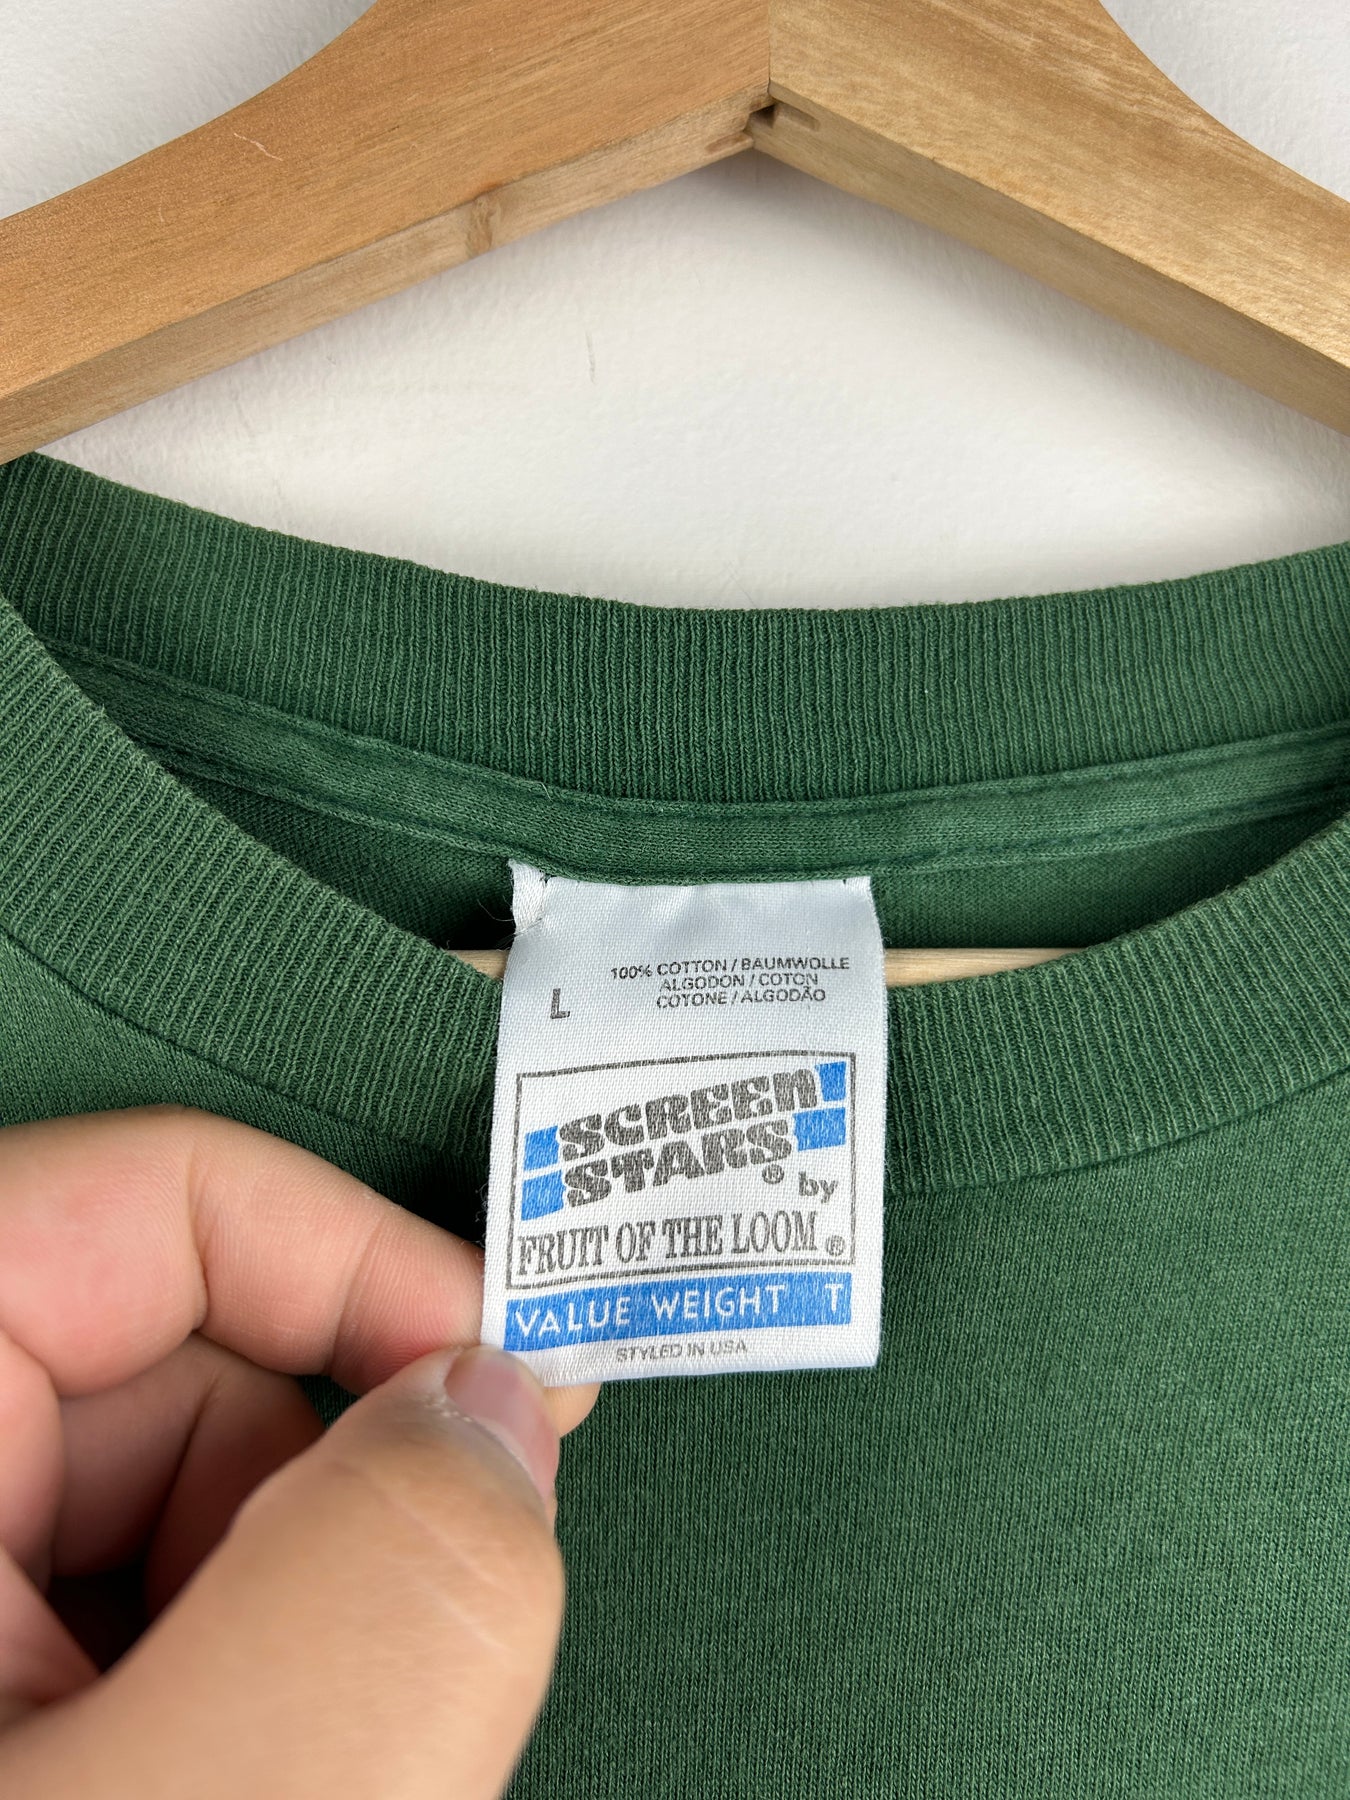 100% COTTON / BAUMWOLLE
ALGODON / COTON
COTONE / ALGODÃO
L
SCREEN
STARS® by
FRUIT OF THE LOOM®
VALUE WEIGHT T
STYLED IN USA